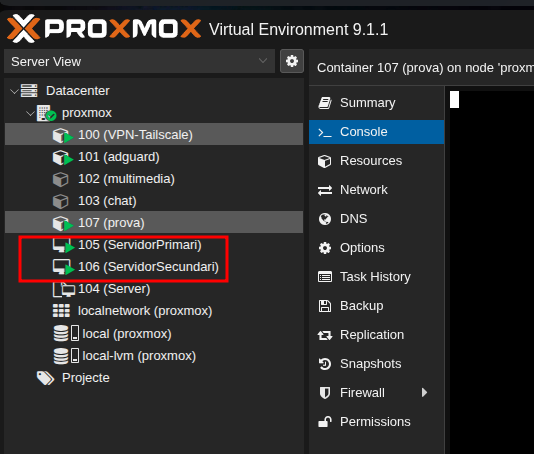 PROXMOX Virtual Environment 9.1.1
Server View
Container 107 (prova) on node 'proxm
Datacenter
proxmox
100 (VPN-Tailscale)
101 (adguard)
102 (multimedia)
103 (chat)
107 (prova)
105 (ServidorPrimari)
106 (ServidorSecundari)
104 (Server)
localnetwork (proxmox)
local (proxmox)
local-lvm (proxmox)
Projecte
Summary
Console
Resources
Network
DNS
Options
Task History
Backup
Replication
Snapshots
Firewall
Permissions